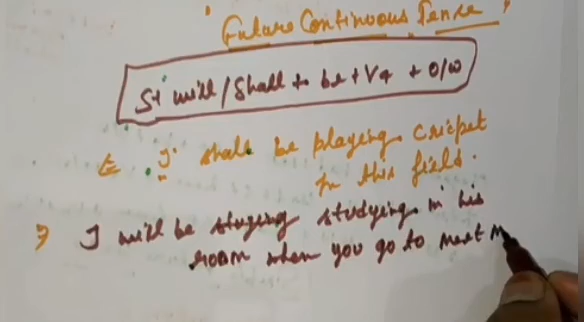 " Future Continuous Tense "
S+ will / Shall + be + V4 + O/W
I shall be playing cricket
in this field.
I will be staying studying in his
room when you go to meet